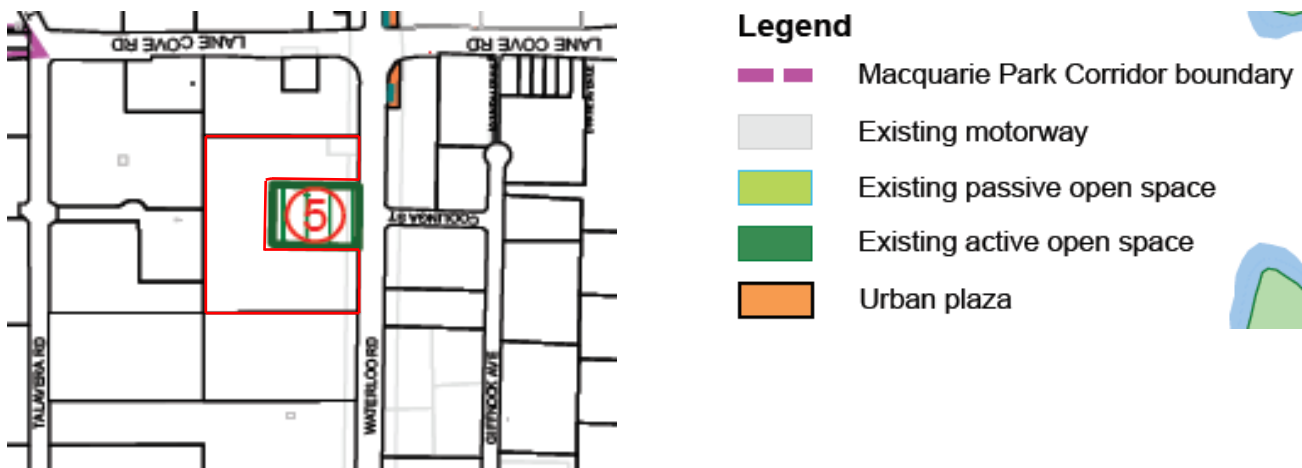 LANE COVE RD
LANE COVE RD
5
COOLINGA ST
TALAVERA RD
WATERLOO RD
GIFFNOCK AVE
Legend
Macquarie Park Corridor boundary
Existing motorway
Existing passive open space
Existing active open space
Urban plaza